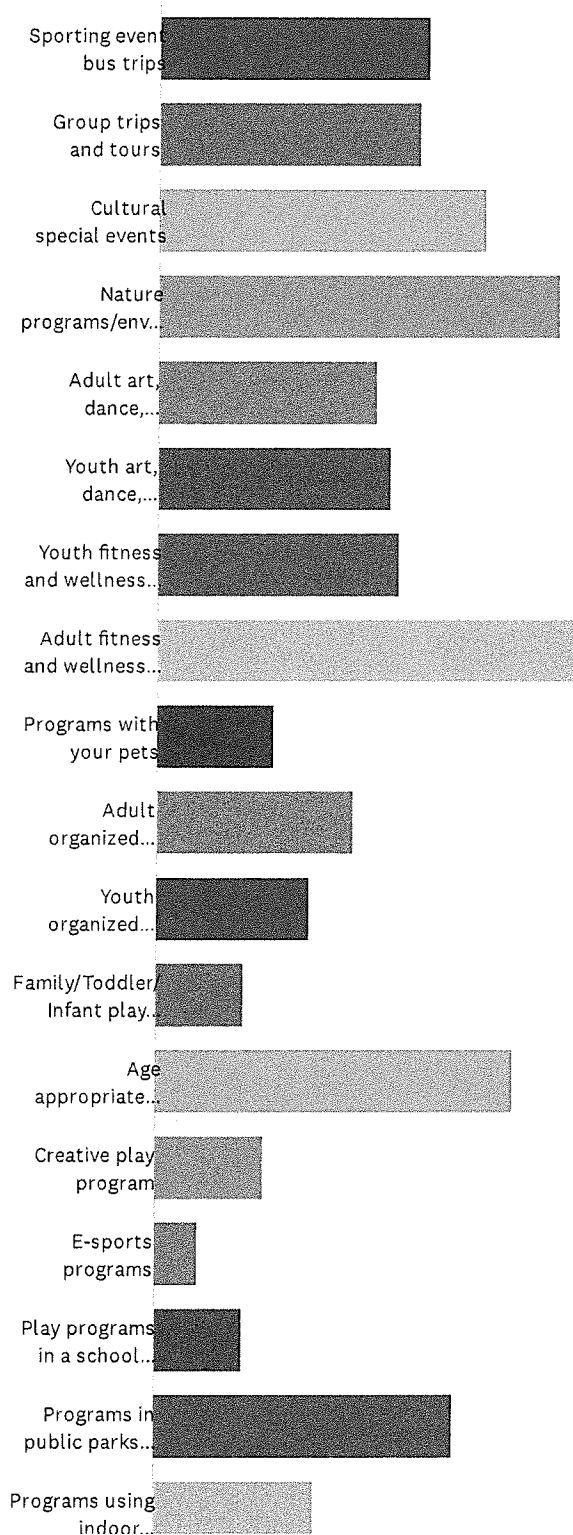 Sporting event
bus trips
Group trips
and tours
Cultural
special events
Nature
programs/env...
Adult art,
dance,...
Youth art,
dance,...
Youth fitness
and wellness...
Adult fitness
and wellness...
Programs with
your pets
Adult
organized...
Youth
organized...
Family/Toddler/
Infant play...
Age
appropriate...
Creative play
program
E-sports
programs
Play programs
in a school...
Programs in
public parks...
Programs using
indoor...